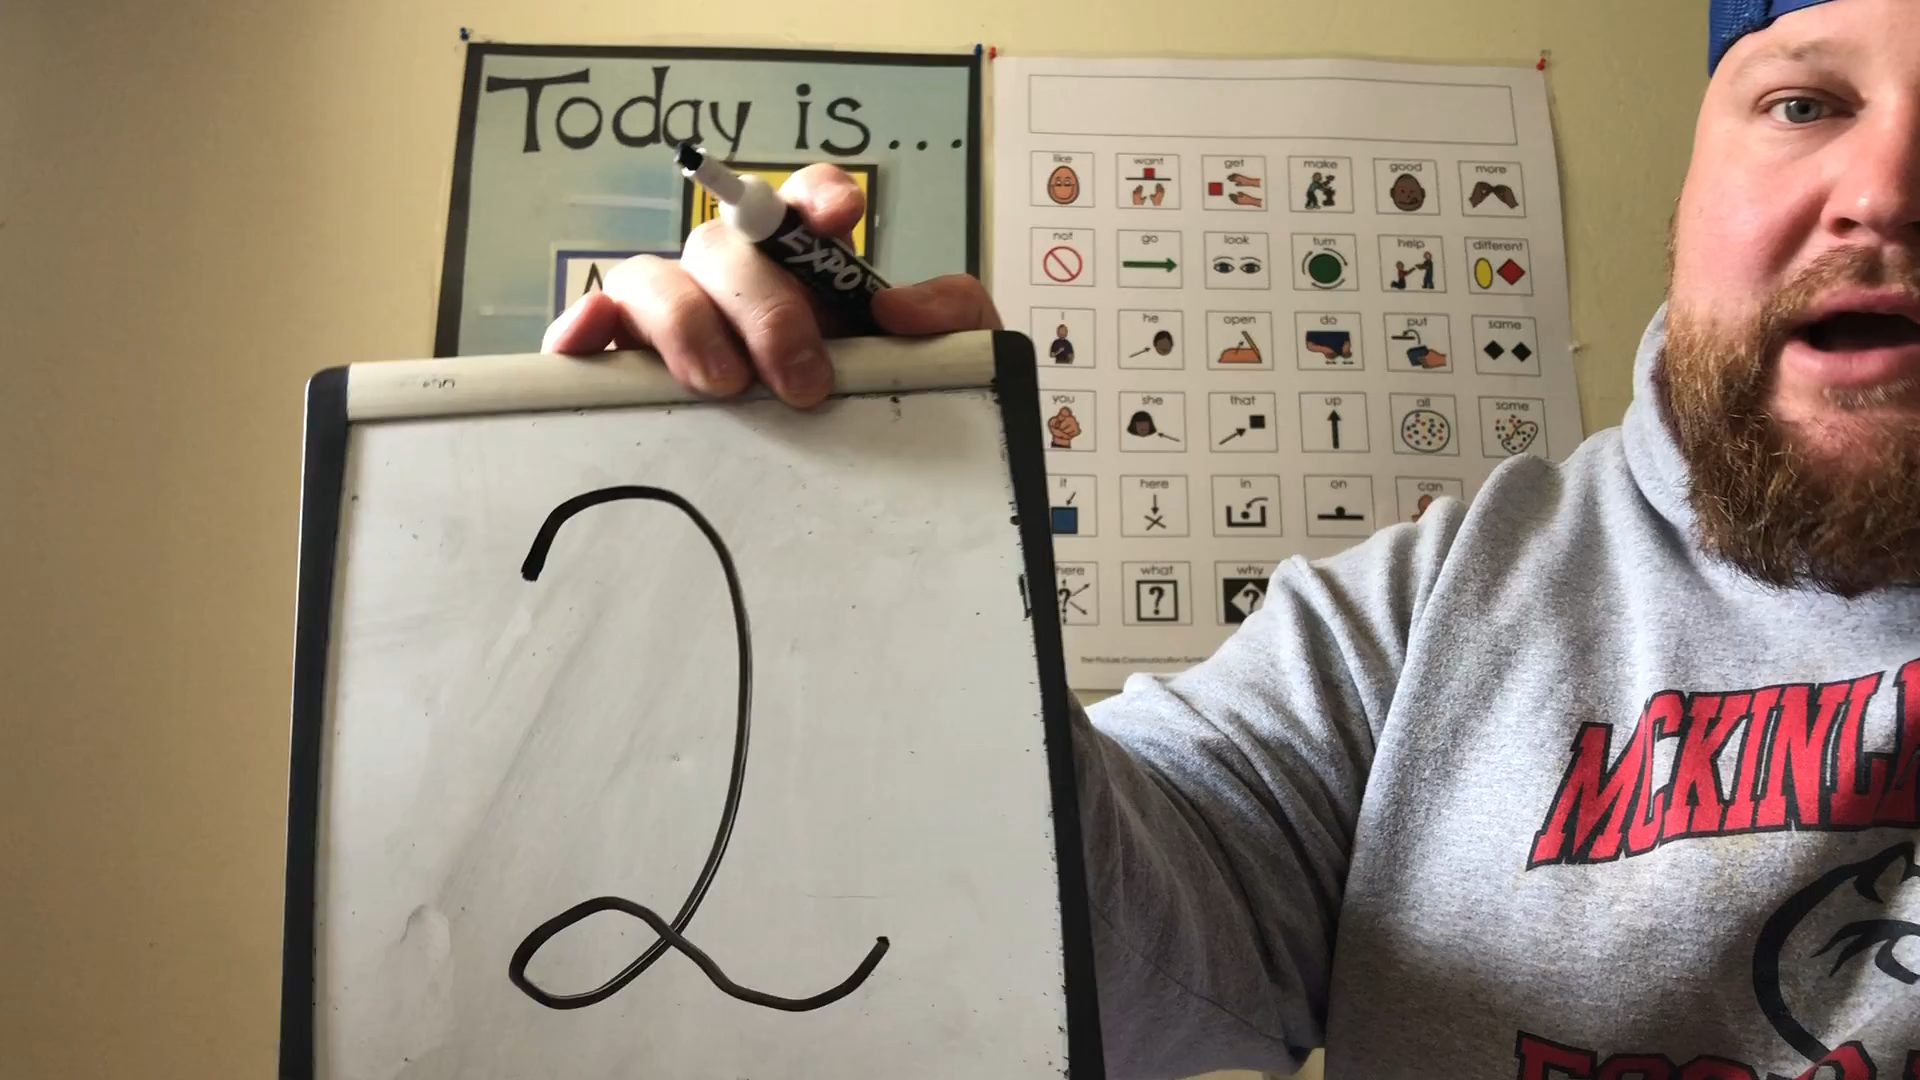 Today is...
A
EXPO
2
like want get make good more
not go look turn help different
I he open do put same
you she that up all some
it here in on can
what why
MCKINL